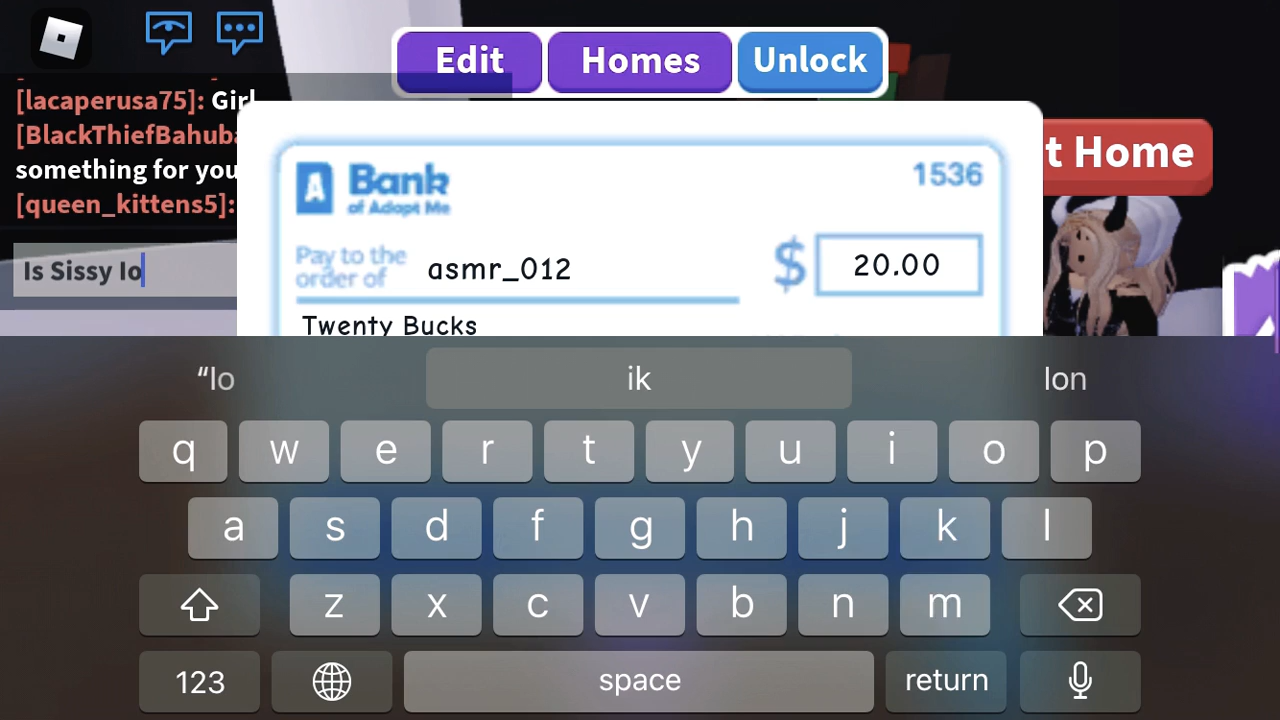 Edit Homes Unlock
[lacaperusa75]: Girl
[BlackThiefBahuba
something for you
[queen_kittens5]:
Is Sissy lo
t Home
A Bank
of Adopt Me
1536
Pay to the
order of
asmr_012
$ 20.00
Twenty Bucks
"lo ik lon
q w e r t y u i o p
a s d f g h j k l
z x c v b n m
123 space return